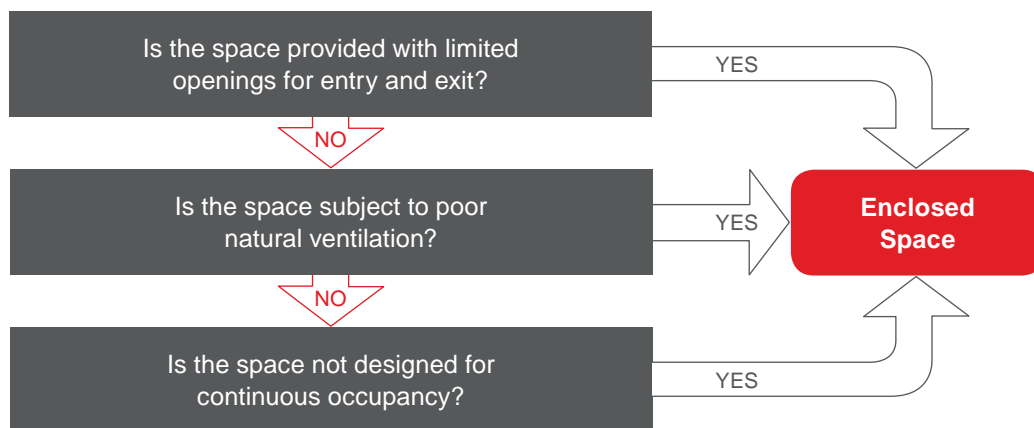 Is the space provided with limited
openings for entry and exit?
YES
NO
Is the space subject to poor
natural ventilation?
YES
Enclosed
Space
NO
Is the space not designed for
continuous occupancy?
YES